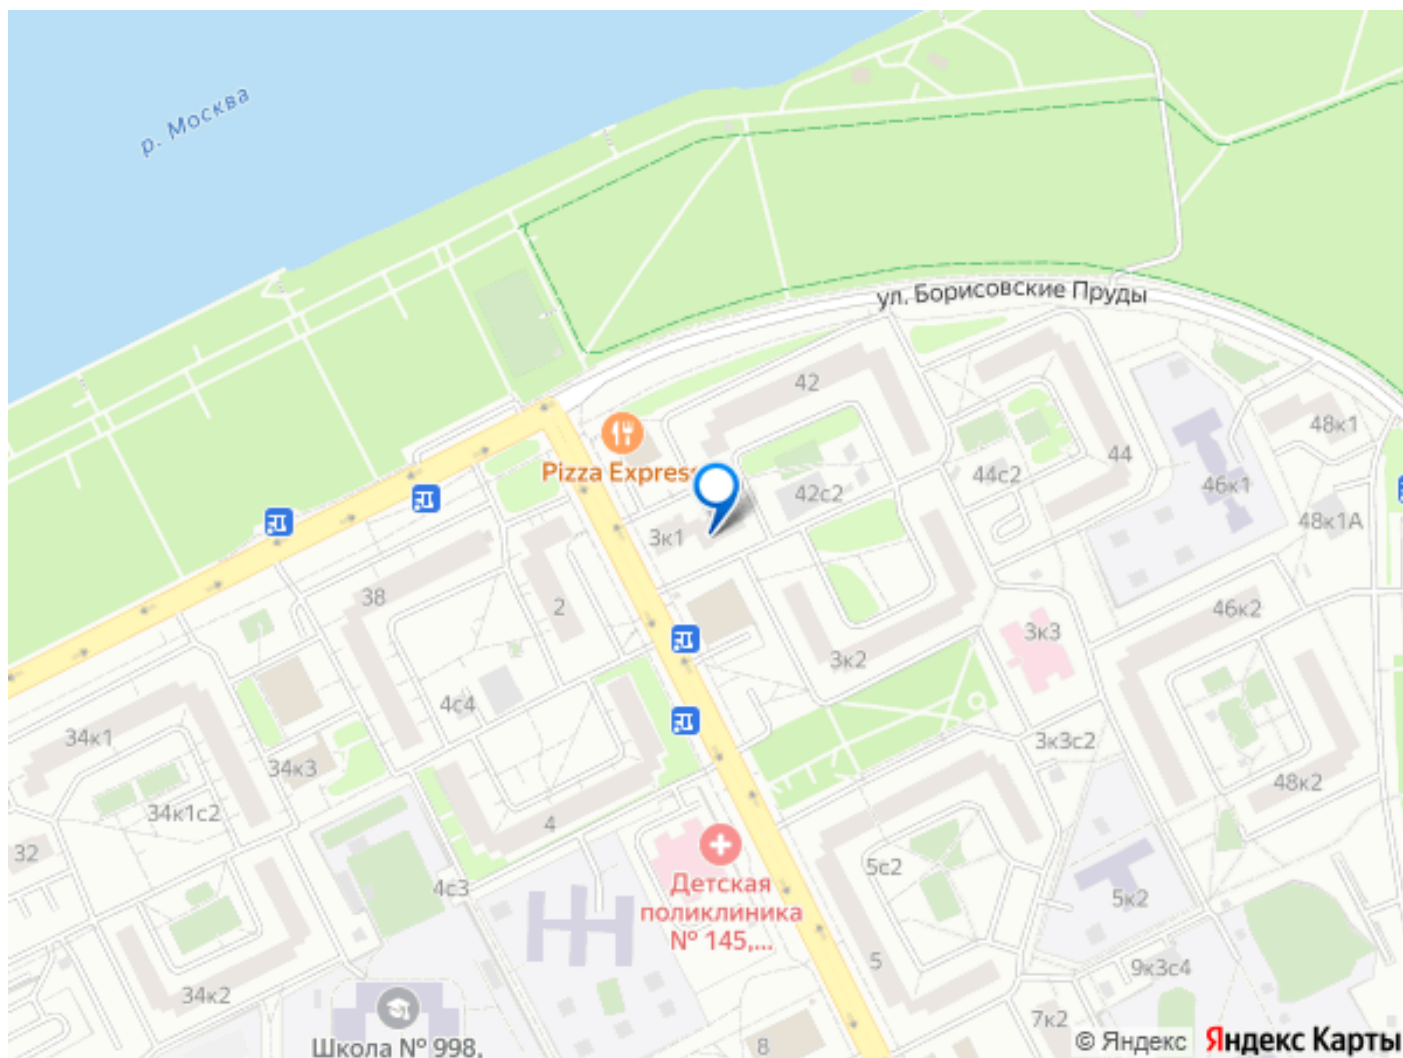 р. Москва
ул. Борисовские Пруды
42
48к1
Pizza Express
44
44с2
46к1
42с2
48к1А
3к1
38
2
46к2
3к3
3к2
4с4
34к1
3к3с2
34к3
48к2
34к1с2
4
32
5с2
4с3
Детская
поликлиника
№ 145,...
5к2
5
9к3с4
34к2
7к2
8
Школа № 998,
© Яндекс Яндекс Карты